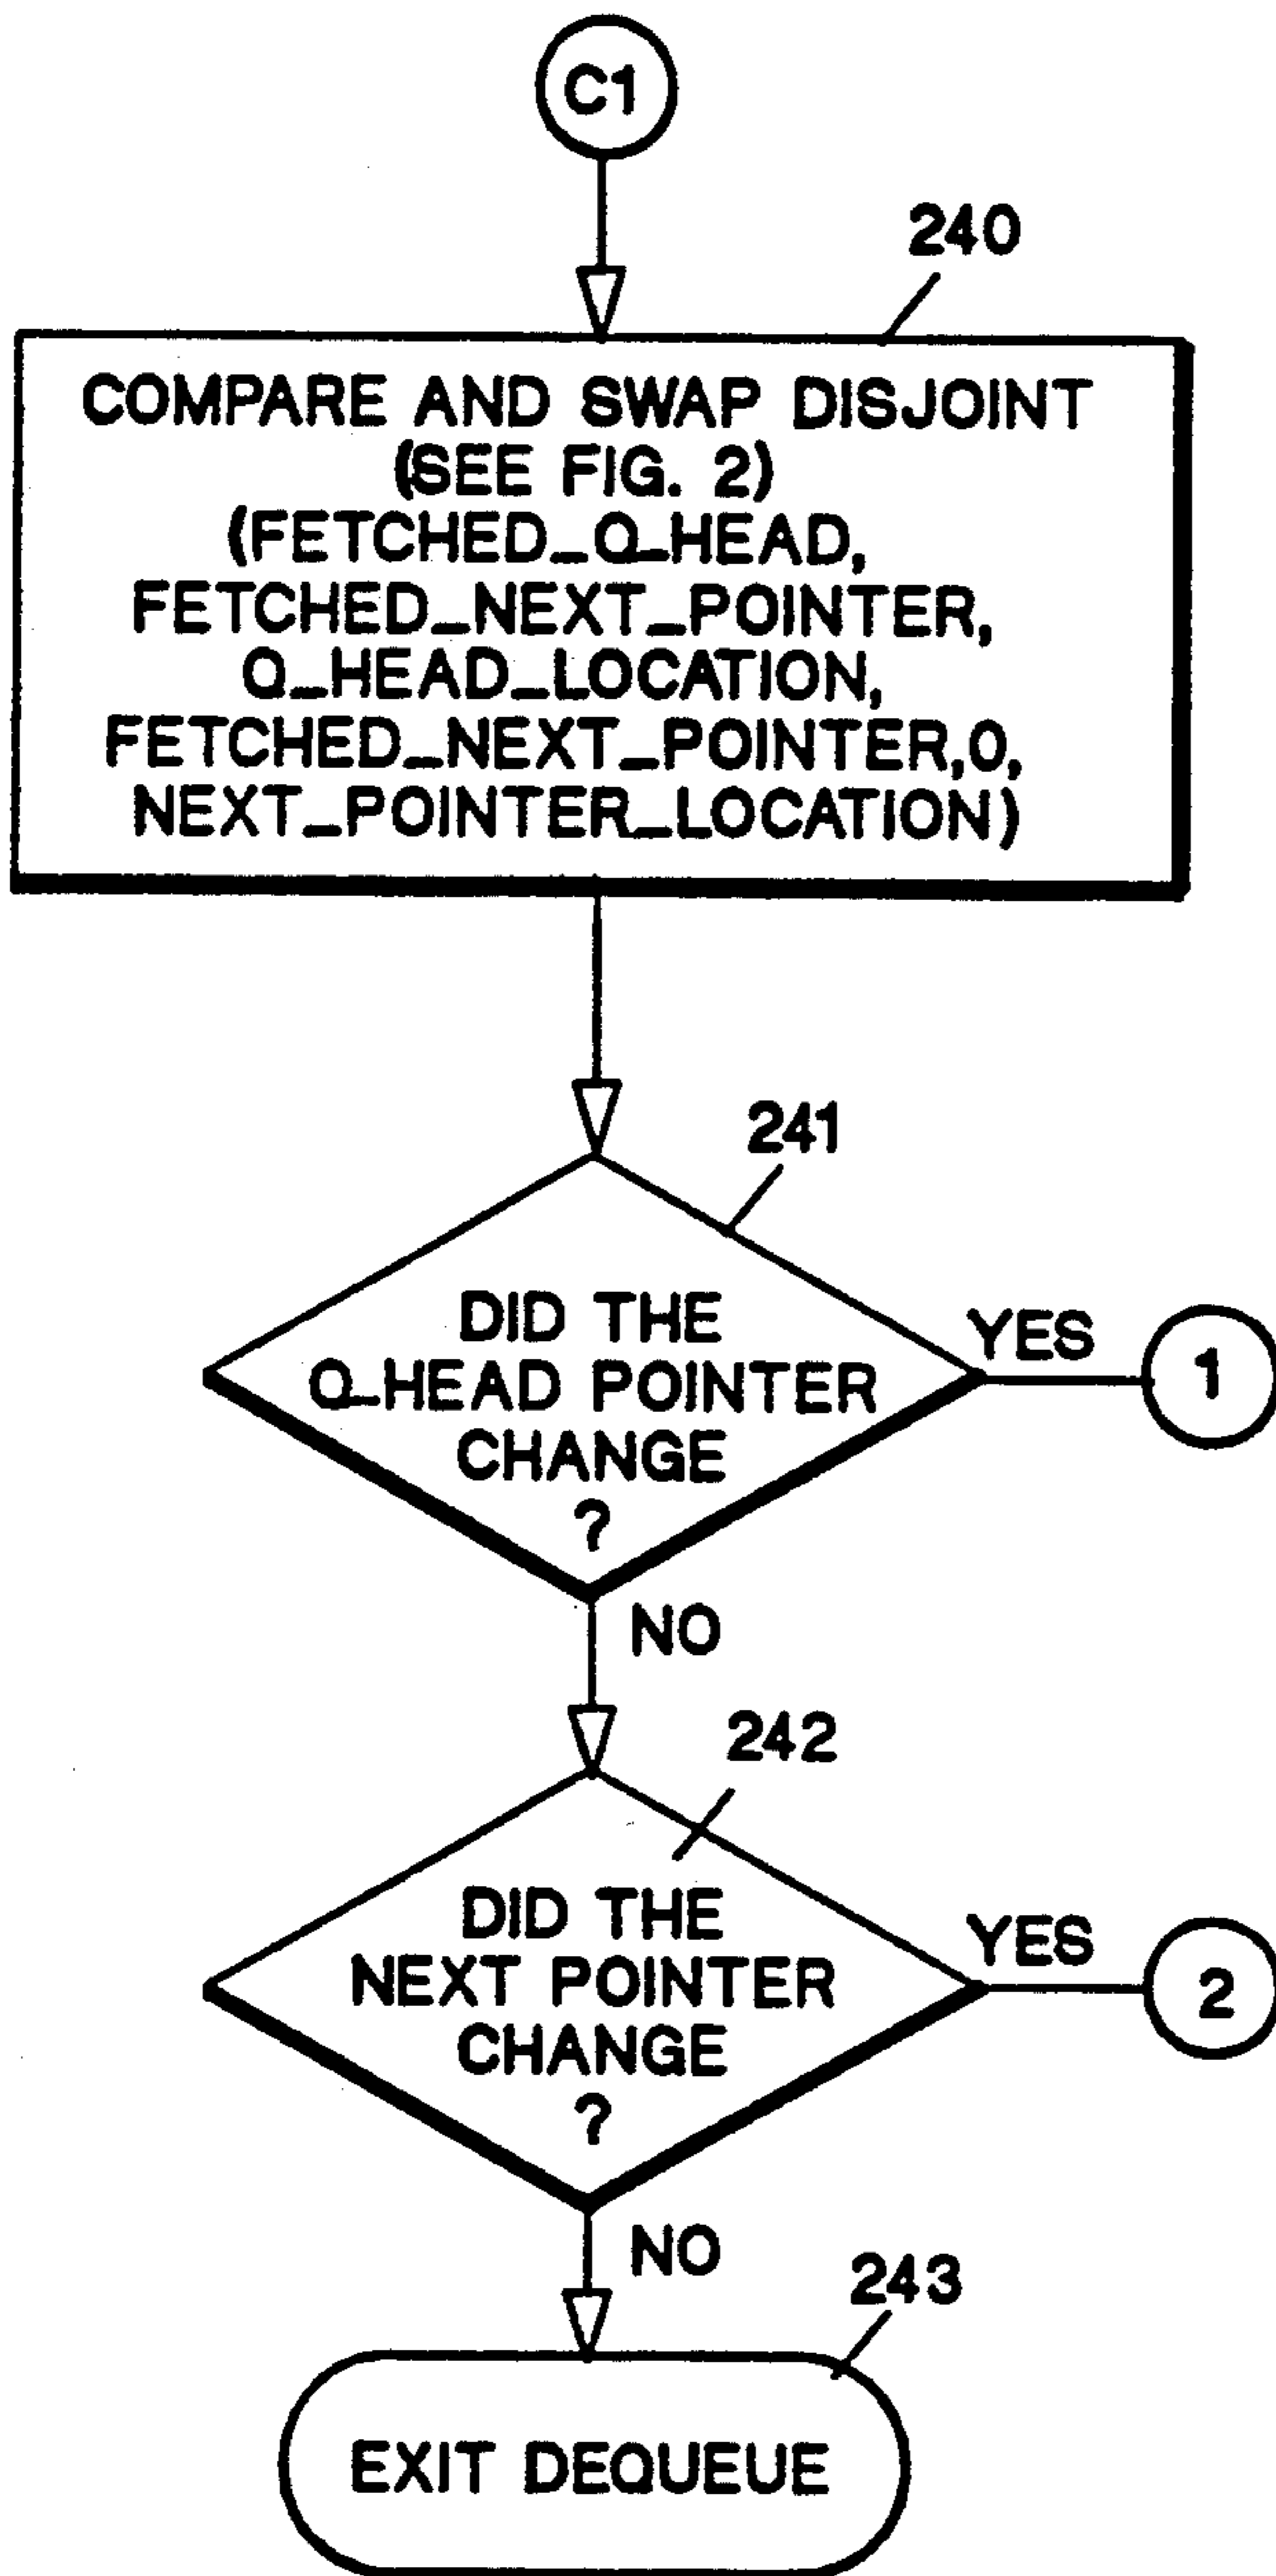 C1
240
COMPARE AND SWAP DISJOINT
(SEE FIG. 2)
(FETCHED_Q_HEAD,
FETCHED_NEXT_POINTER,
Q_HEAD_LOCATION,
FETCHED_NEXT_POINTER,0,
NEXT_POINTER_LOCATION)
241
DID THE
Q_HEAD POINTER
CHANGE
?
YES
1
NO
242
DID THE
NEXT POINTER
CHANGE
?
YES
2
NO
243
EXIT DEQUEUE